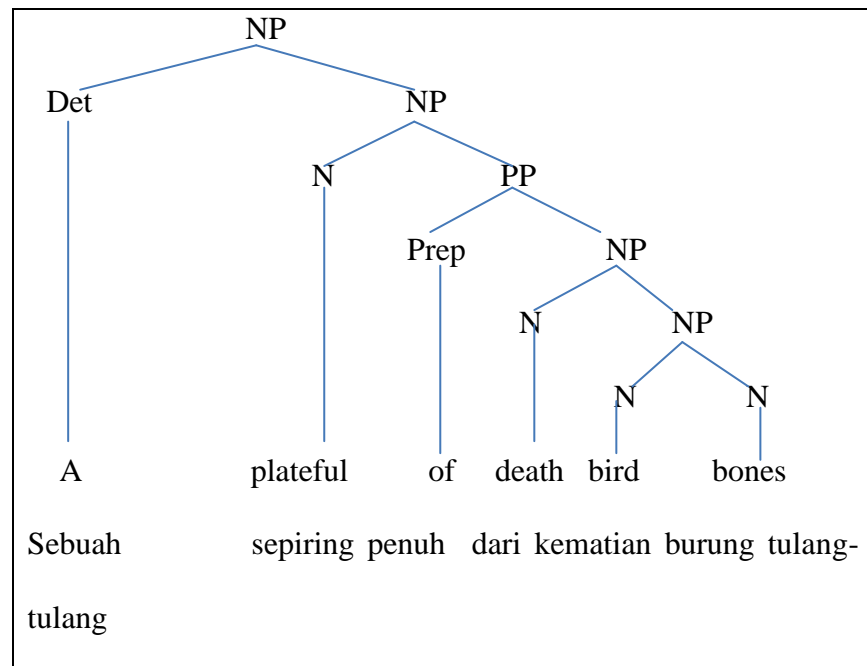 NP
Det NP
N PP
Prep NP
N NP
N N
A plateful of death bird bones
Sebuah sepiring penuh dari kematian burung tulang-
tulang